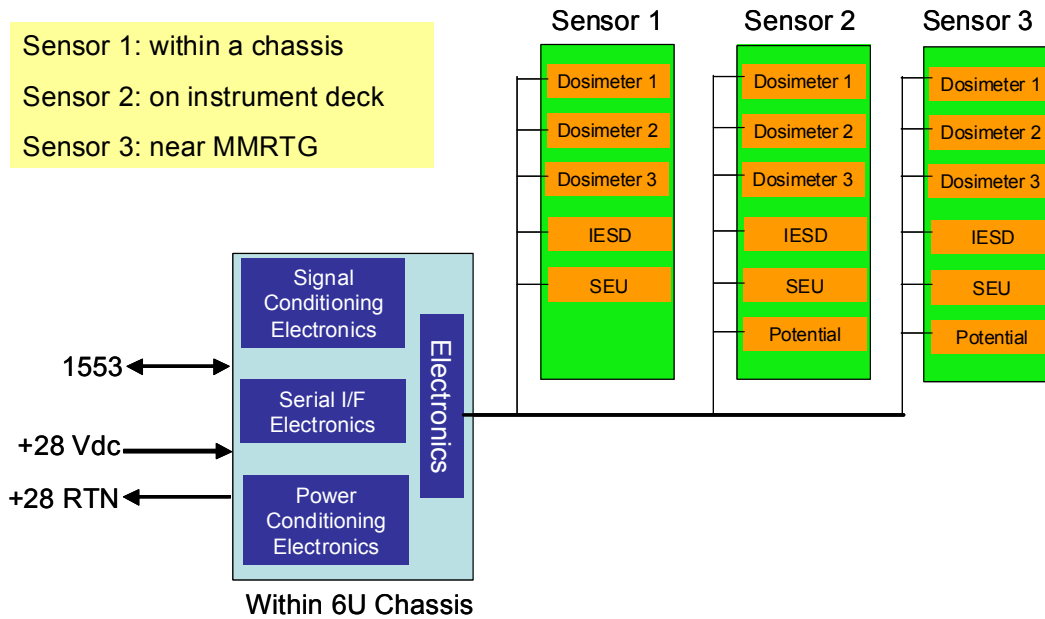 Sensor 1: within a chassis
Sensor 2: on instrument deck
Sensor 3: near MMRTG
Sensor 1
Dosimeter 1
Dosimeter 2
Dosimeter 3
IESD
SEU
Sensor 2
Dosimeter 1
Dosimeter 2
Dosimeter 3
IESD
SEU
Potential
Sensor 3
Dosimeter 1
Dosimeter 2
Dosimeter 3
IESD
SEU
Potential
1553
+28 Vdc
+28 RTN
Signal
Conditioning
Electronics
Serial I/F
Electronics
Power
Conditioning
Electronics
Electronics
Within 6U Chassis